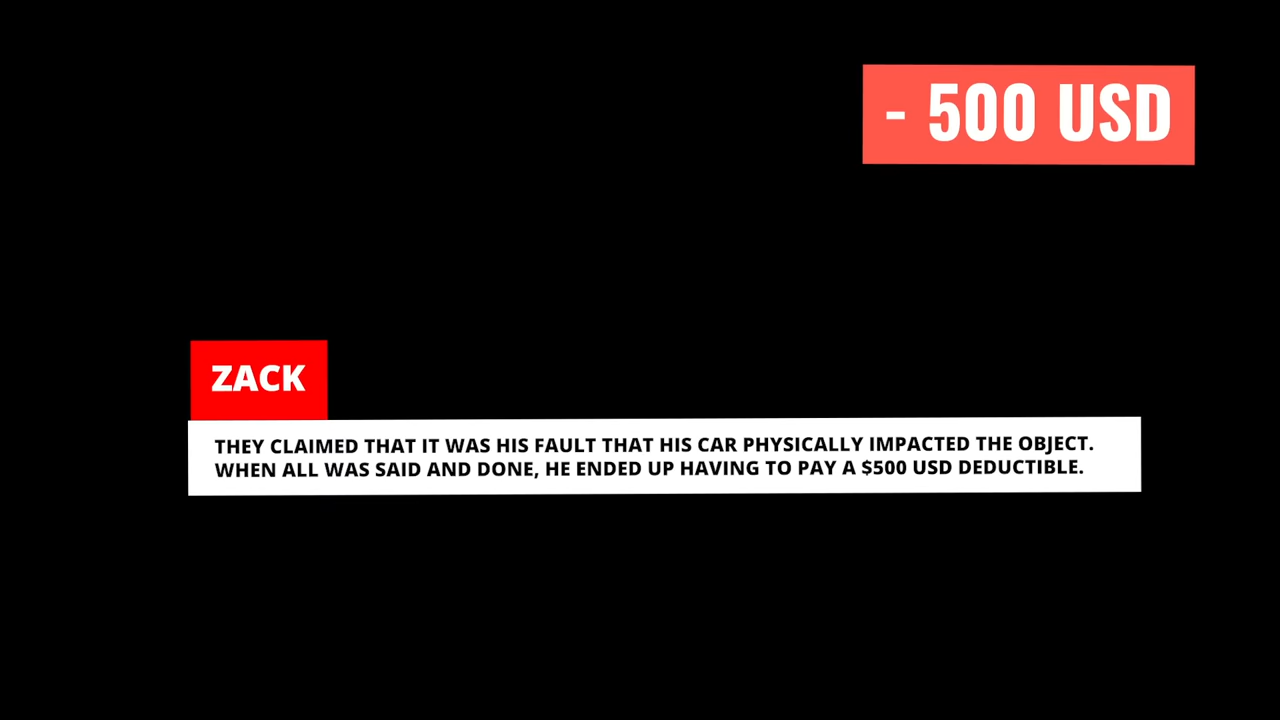 - 500 USD
ZACK
THEY CLAIMED THAT IT WAS HIS FAULT THAT HIS CAR PHYSICALLY IMPACTED THE OBJECT.
WHEN ALL WAS SAID AND DONE, HE ENDED UP HAVING TO PAY A $500 USD DEDUCTIBLE.